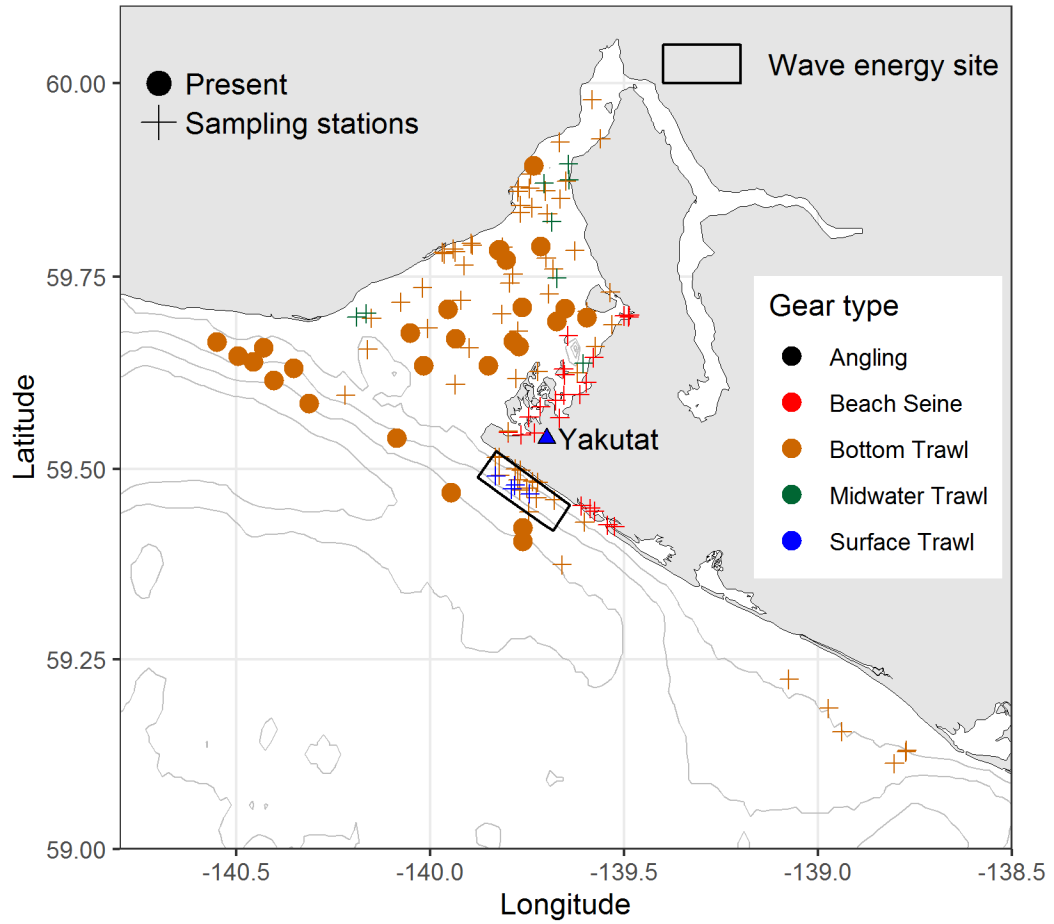 Present
Sampling stations
Wave energy site
60.00
59.75
59.50
59.25
59.00
Latitude
Yakutat
Gear type
Angling
Beach Seine
Bottom Trawl
Midwater Trawl
Surface Trawl
-140.5
-140.0
-139.5
-139.0
-138.5
Longitude